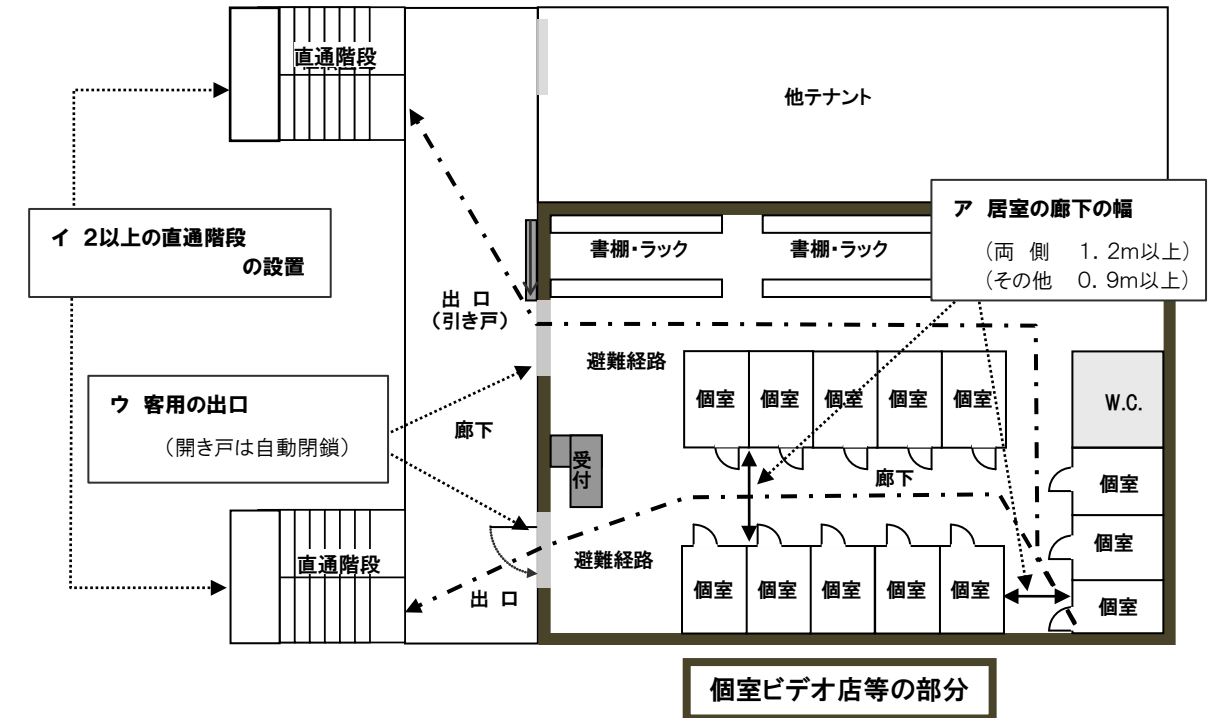 直通階段
他テナント
ア 居室の廊下の幅
(両 側 1.2m以上)
(その他 0.9m以上)
イ 2以上の直通階段
の設置
書棚・ラック
書棚・ラック
出 口
(引き戸)
避難経路
ウ 客用の出口
(開き戸は自動閉鎖)
個室
個室
個室
個室
個室
W.C.
廊下
受付
廊下
個室
個室
直通階段
避難経路
出 口
個室
個室
個室
個室
個室
個室
個室ビデオ店等の部分